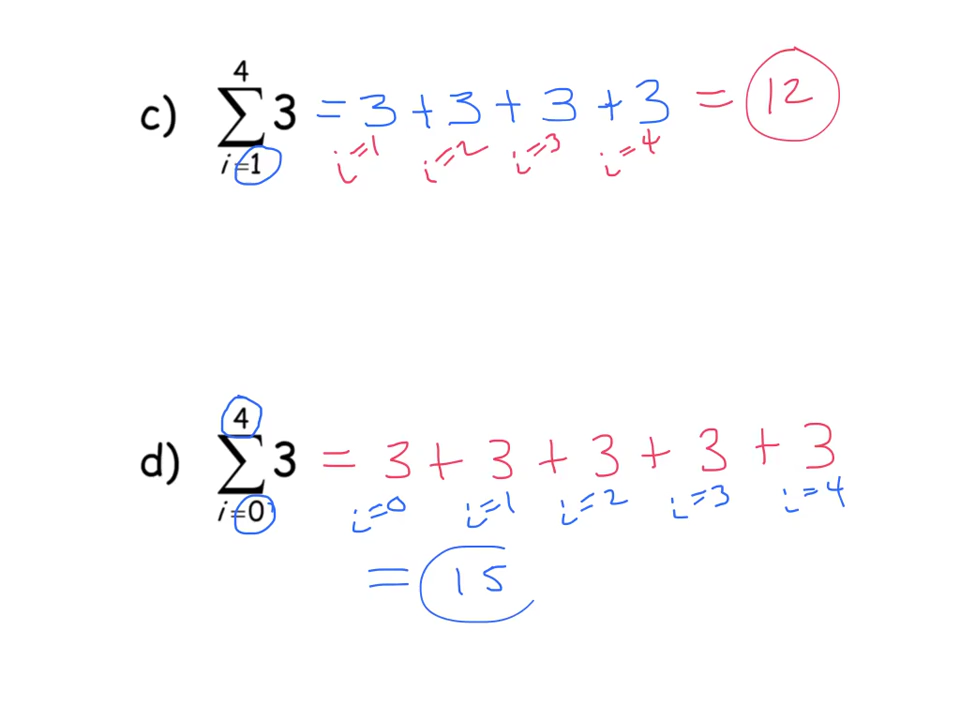 c) 4
∑ 3 = 3 + 3 + 3 + 3 = 12
i=1 i=1 i=2 i=3 i=4
d) 4
∑ 3 = 3 + 3 + 3 + 3 + 3
i=0 i=0 i=1 i=2 i=3 i=4
= 15